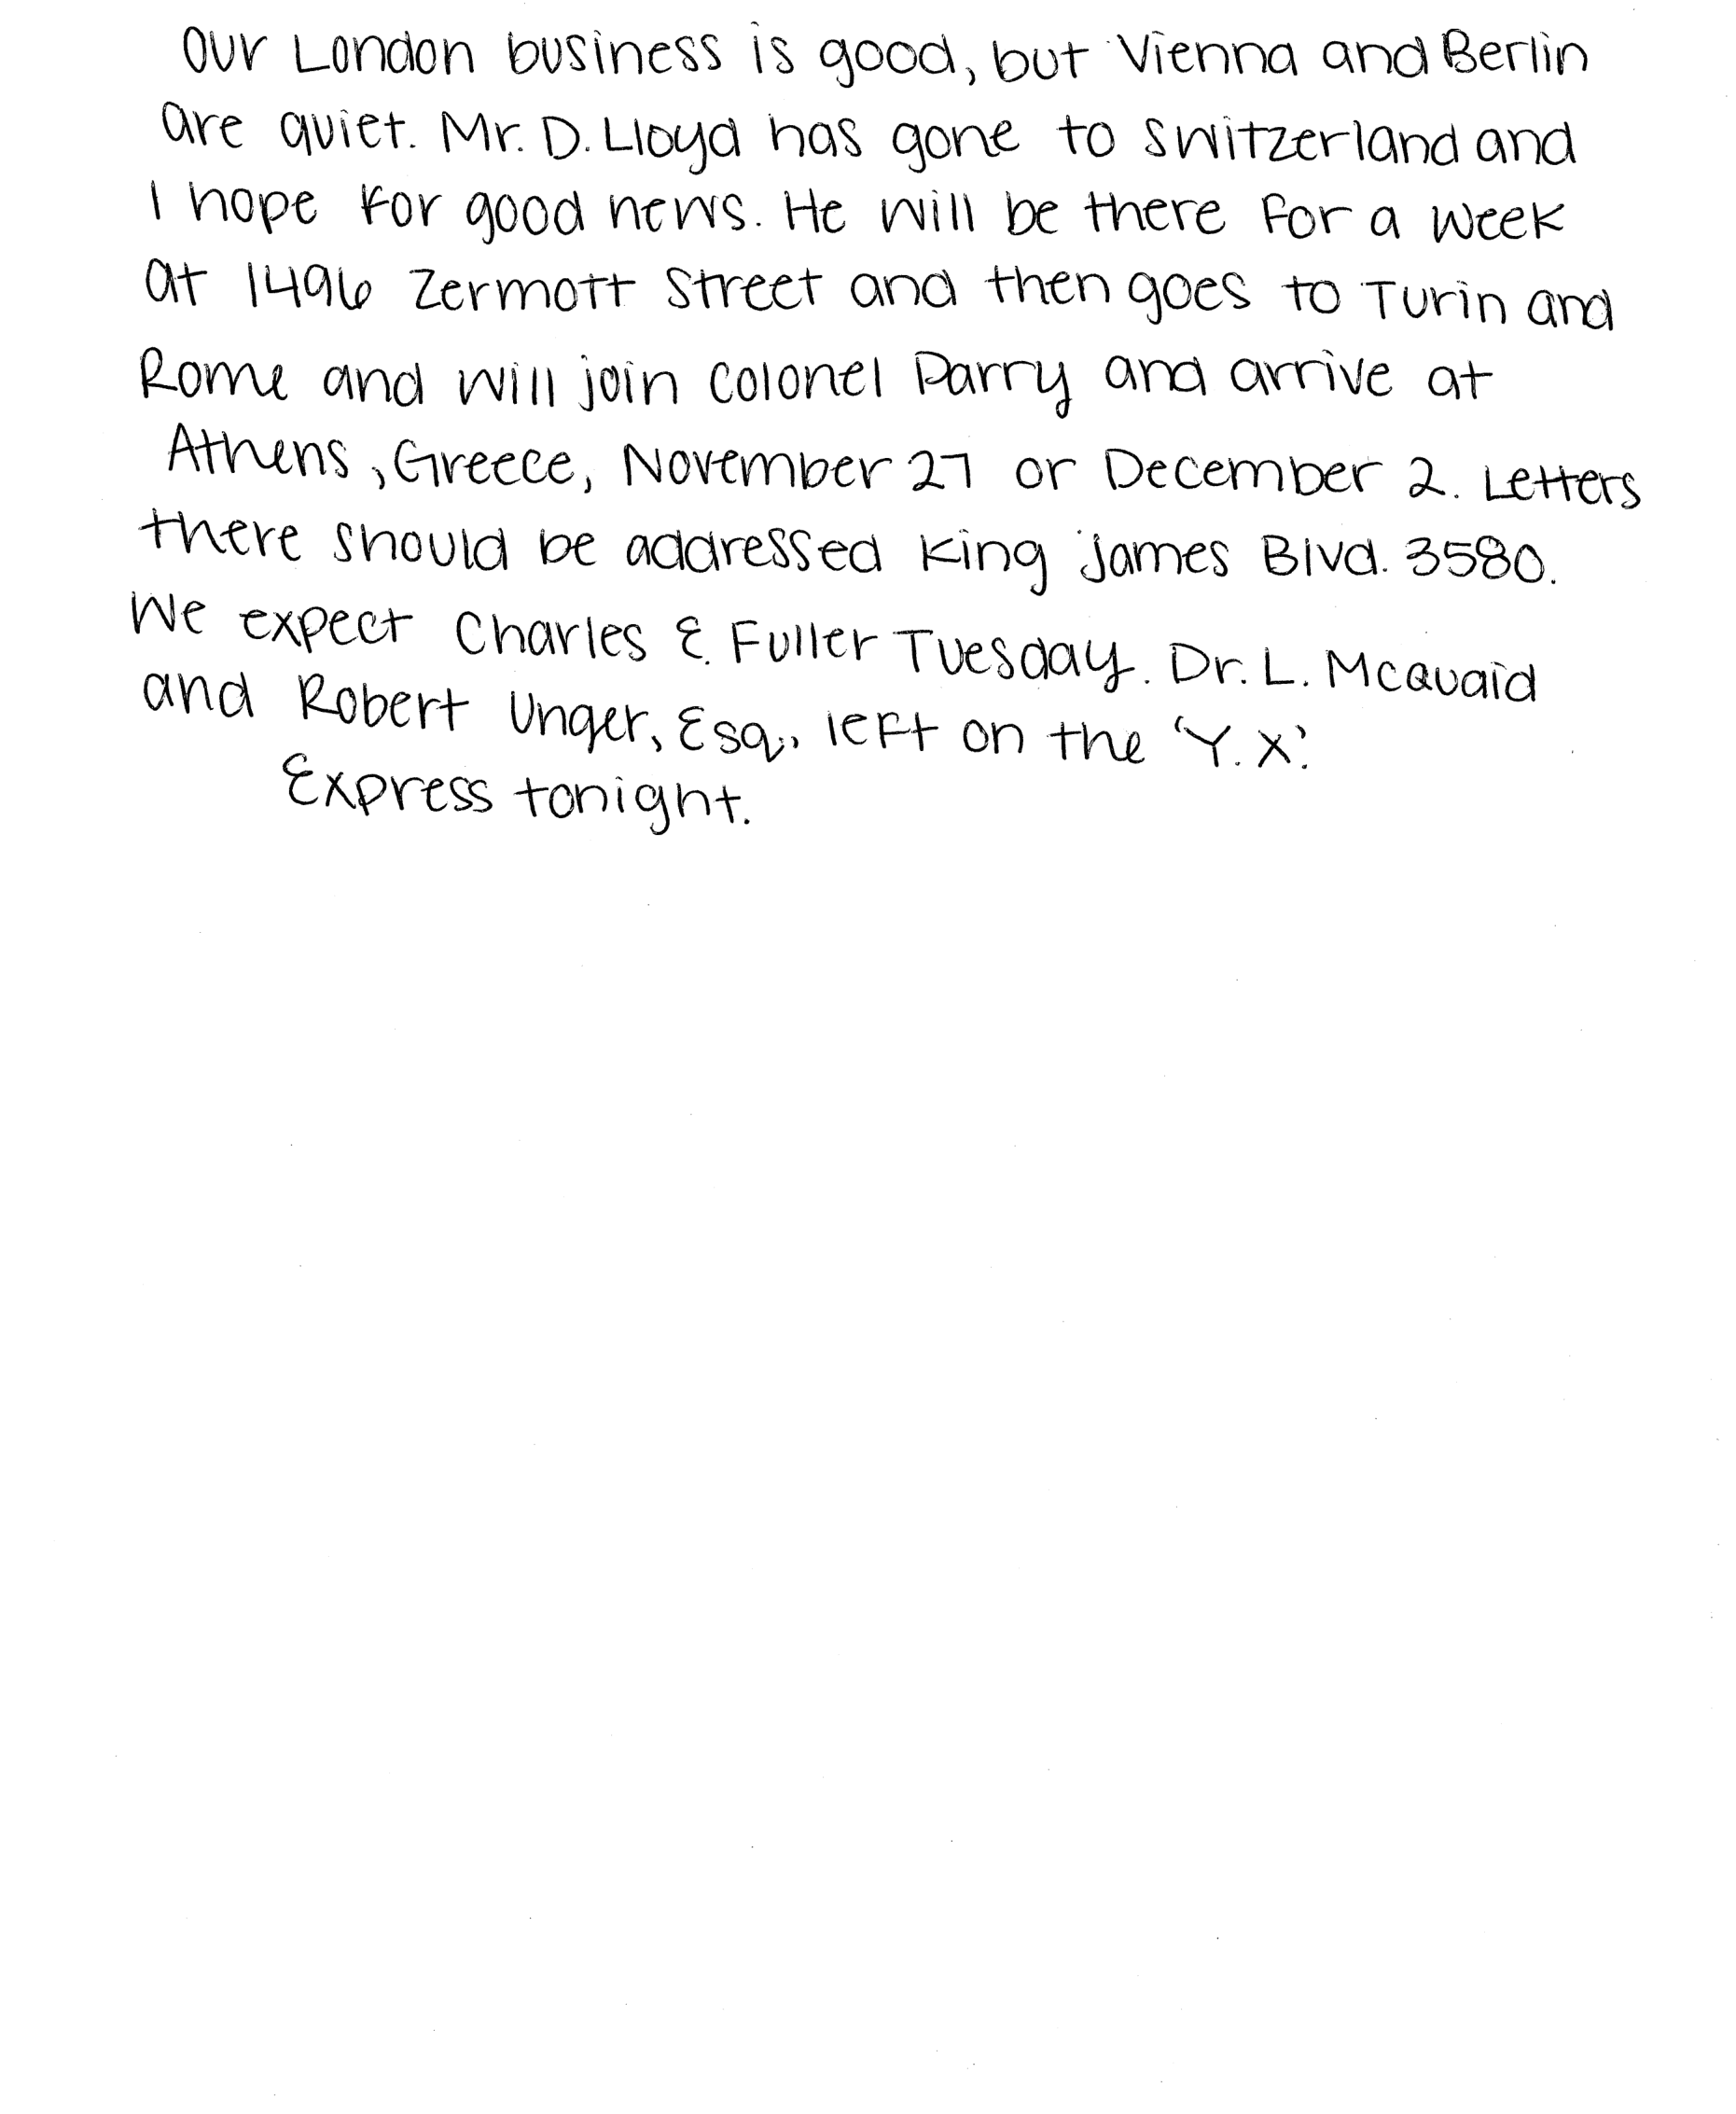 Our London business is good, but Vienna and Berlin
are quiet. Mr. D. Lloyd has gone to Switzerland and
I hope for good news. He will be there for a week
at 1496 Zermott Street and then goes to Turin and
Rome and will join Colonel Parry and arrive at
Athens, Greece, November 27 or December 2. Letters
there should be addressed King James Blvd. 3580.
We expect Charles E. Fuller Tuesday. Dr. L. McQuaid
and Robert Unger, Esq., left on the 'Y.X.'
Express tonight.